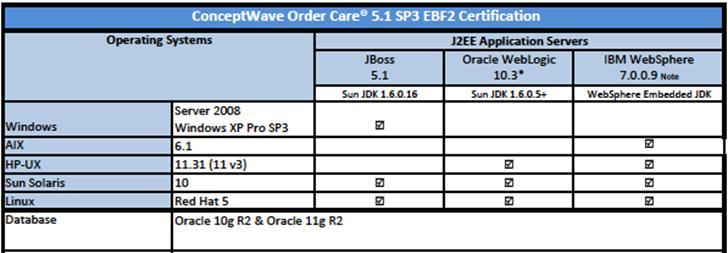 ConceptWave Order Care® 5.1 SP3 EBF2 Certification
Operating Systems
J2EE Application Servers
JBoss
5.1
Oracle WebLogic
10.3*
IBM WebSphere
7.0.0.9 Note
Sun JDK 1.6.0.16
Sun JDK 1.6.0.5+
WebSphere Embedded JDK
Windows
Server 2008
Windows XP Pro SP3
☑
AIX 6.1 ☑
HP-UX 11.31 (11 v3) ☑ ☑
Sun Solaris 10 ☑ ☑ ☑
Linux Red Hat 5 ☑ ☑ ☑
Database Oracle 10g R2 & Oracle 11g R2